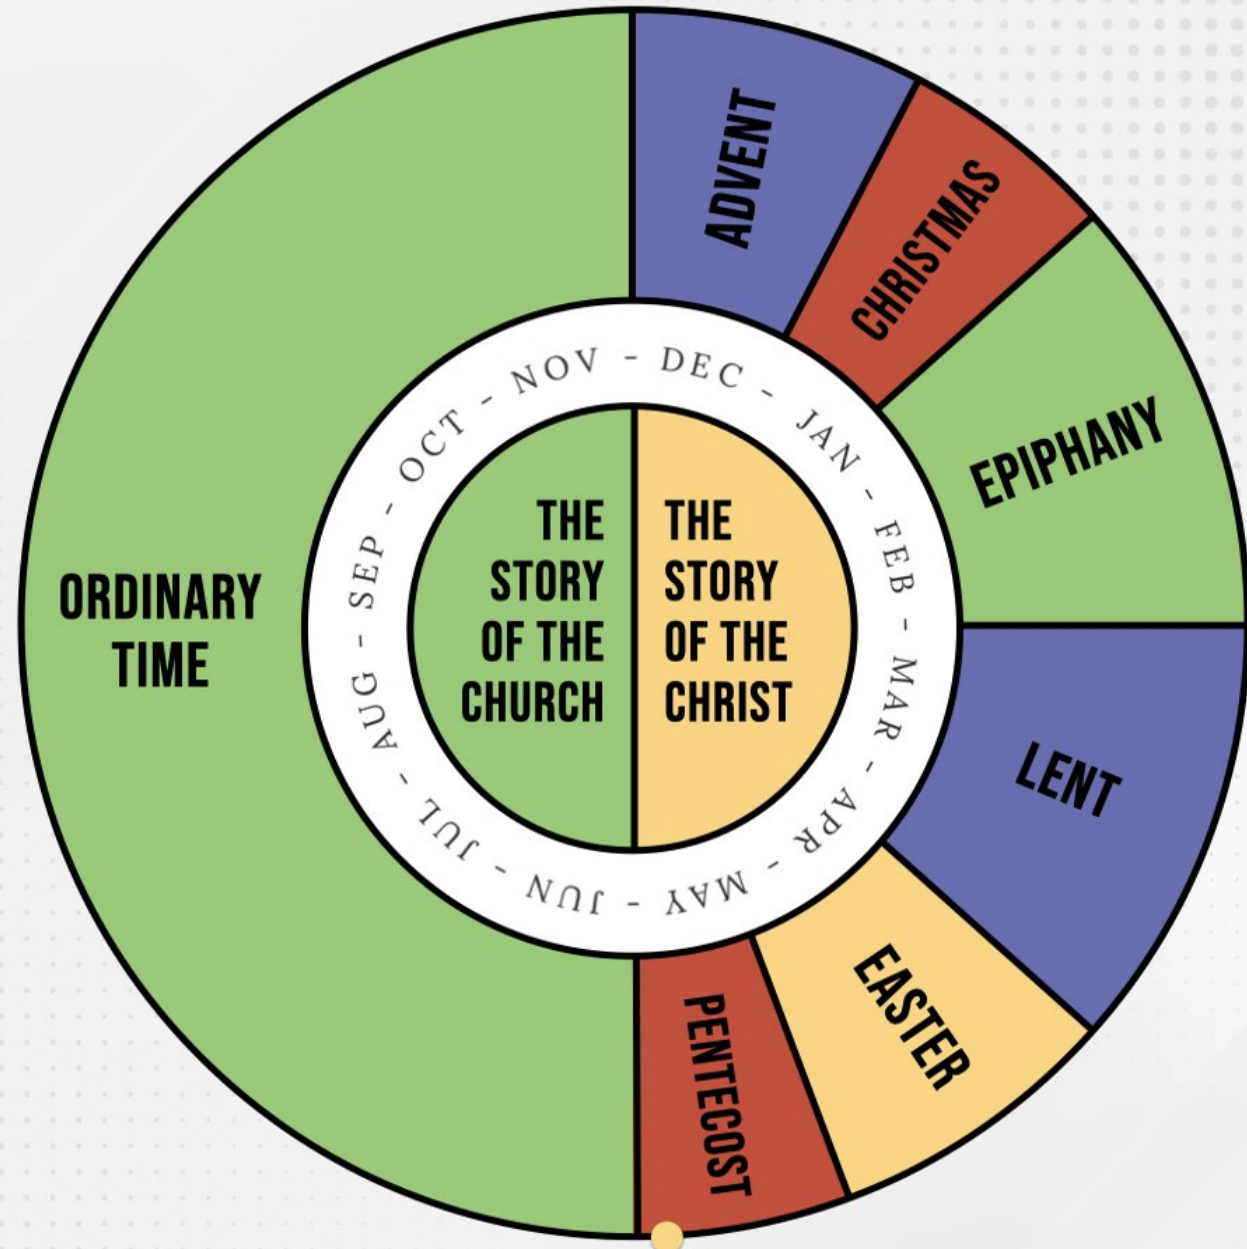 ADVENT
CHRISTMAS
EPIPHANY
LENT
EASTER
PENTECOST
ORDINARY
TIME
DEC - JAN - FEB - MAR - APR - MAY - JUN - JUL - AUG - SEP - OCT - NOV -
THE
STORY
OF THE
CHURCH
THE
STORY
OF THE
CHRIST